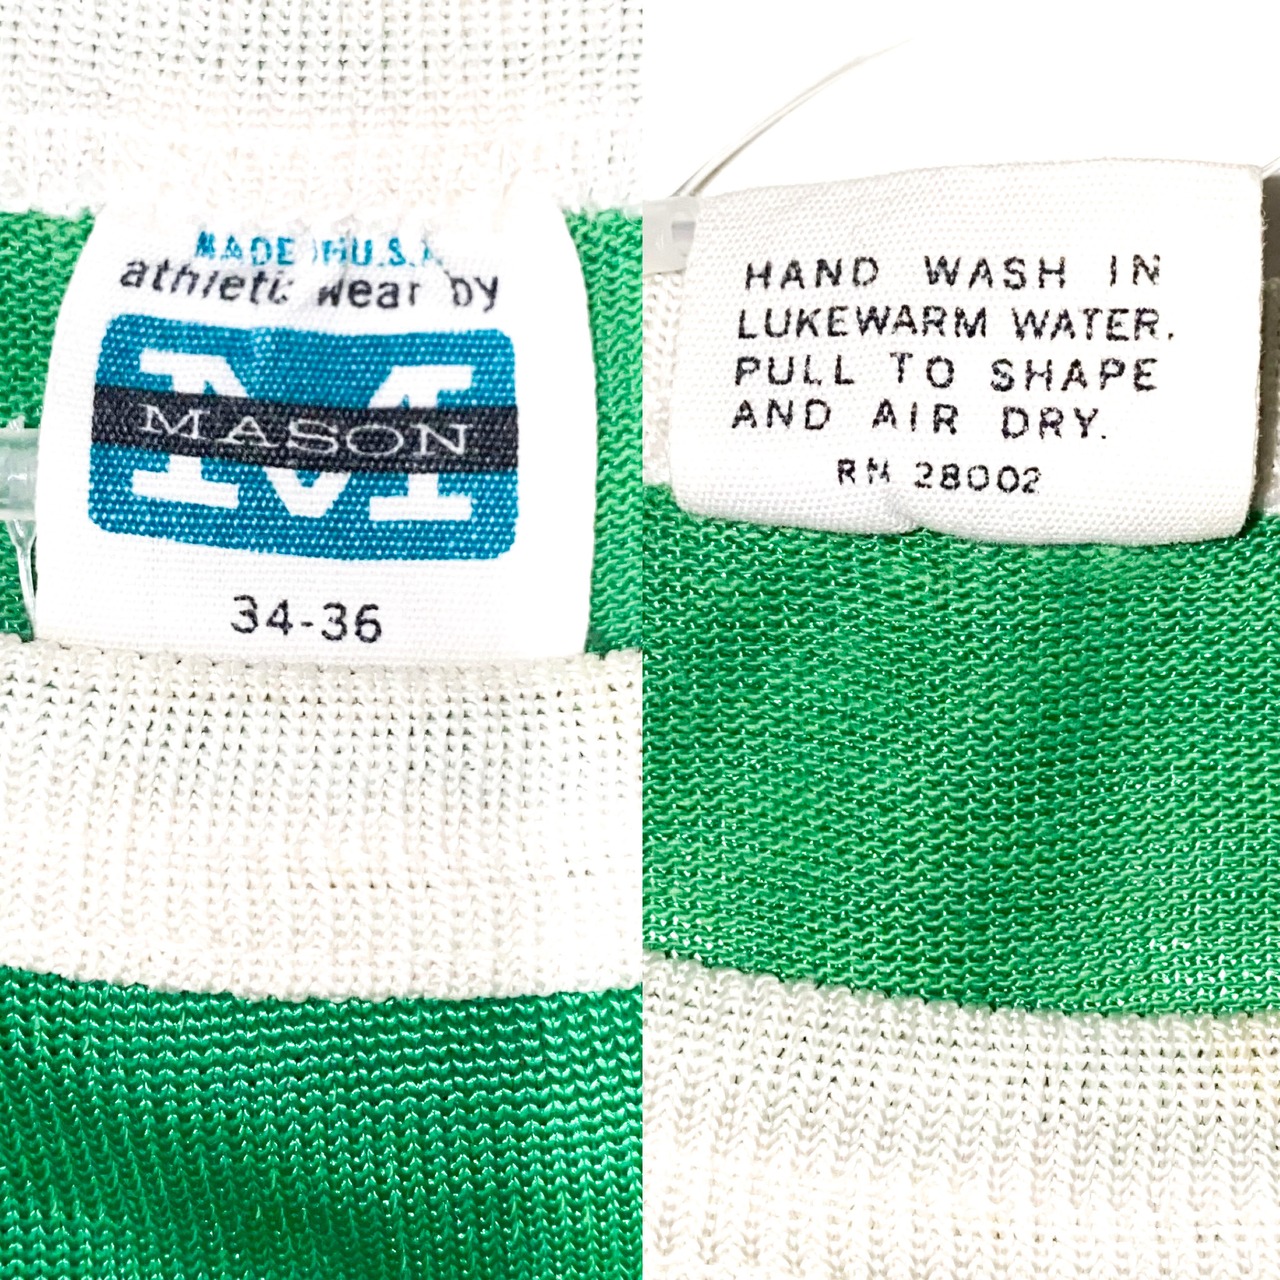 MADE IN U.S.A.
athletic wear by
M
MASON
34-36
HAND WASH IN
LUKEWARM WATER.
PULL TO SHAPE
AND AIR DRY.
RN 28002